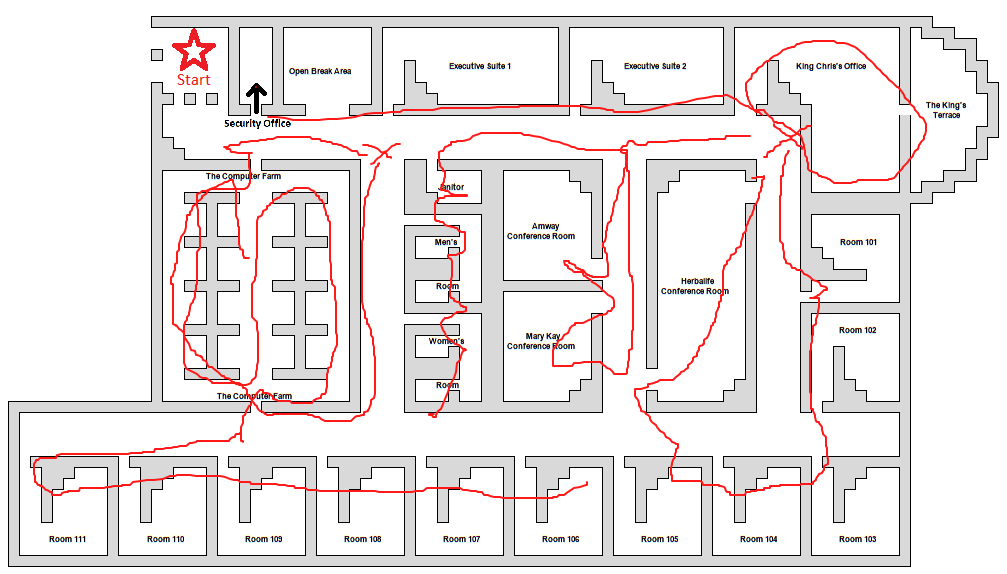 Start
Security Office
Open Break Area
Executive Suite 1
Executive Suite 2
King Chris's Office
The King's
Terrace
The Computer Farm
Janitor
Men's
Room
Women's
Room
Amway
Conference Room
Mary Kay
Conference Room
Herbalife
Conference Room
Room 101
Room 102
The Computer Farm
Room 111
Room 110
Room 109
Room 108
Room 107
Room 106
Room 105
Room 104
Room 103